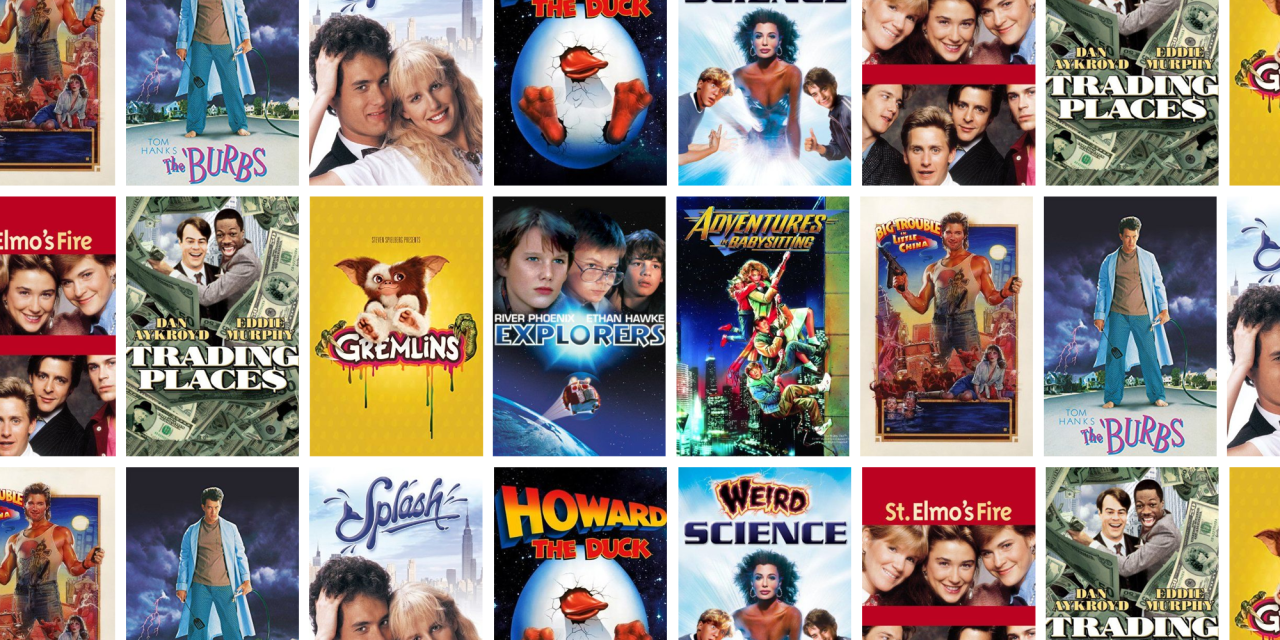 THE DUCK
SCIENCE
TOM
HANKS
The 'BURBS
DAN
AYKROYD
EDDIE
MURPHY
TRADING
PLACES
G
Elmo's Fire
DAN
AYKROYD
EDDIE
MURPHY
TRADING
PLACES
STEVEN SPIELBERG PRESENTS
GREMLINS
RIVER PHOENIX ETHAN HAWKE
EXPLORERS
ADVENTURES
IN BABYSITTING
BIG TROUBLE
IN
LITTLE
CHINA
TOM
HANKS
The 'BURBS
Splash
HOWARD
THE DUCK
WEIRD
SCIENCE
St. Elmo's Fire
DAN
AYKROYD
EDDIE
MURPHY
TRADING
G